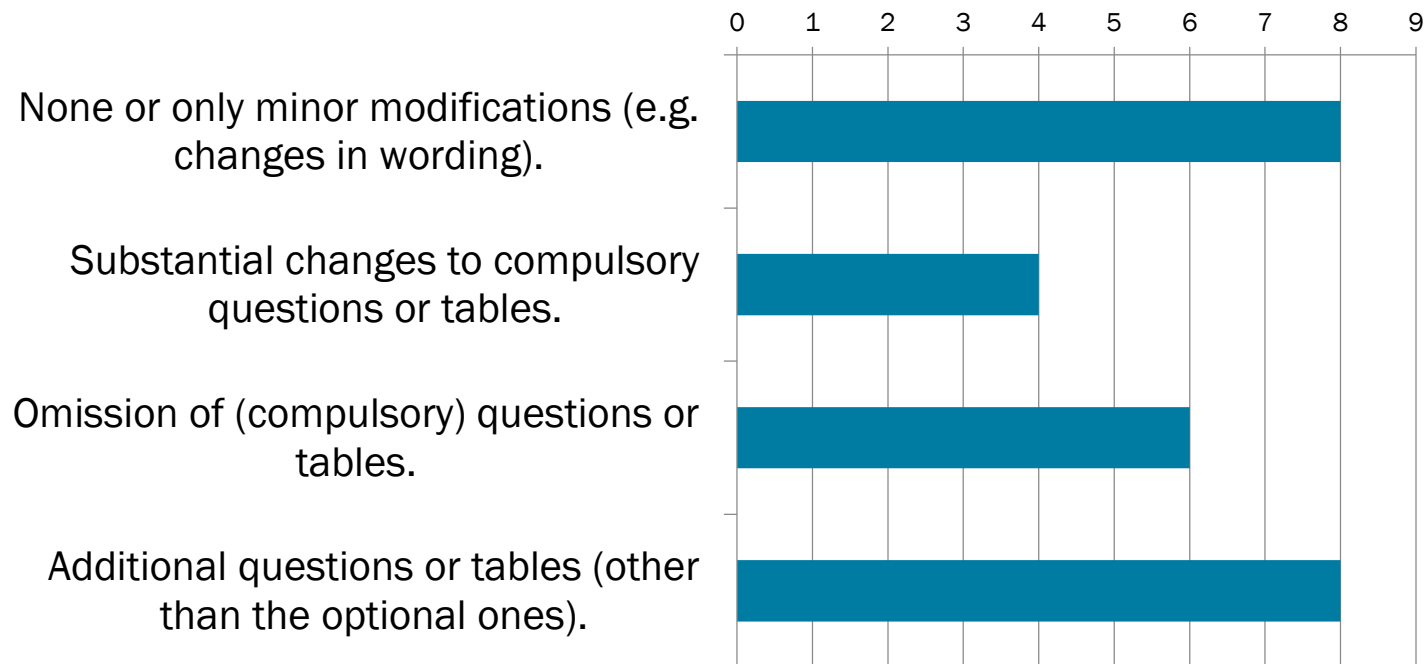 0 1 2 3 4 5 6 7 8 9
None or only minor modifications (e.g.
changes in wording).
Substantial changes to compulsory
questions or tables.
Omission of (compulsory) questions or
tables.
Additional questions or tables (other
than the optional ones).